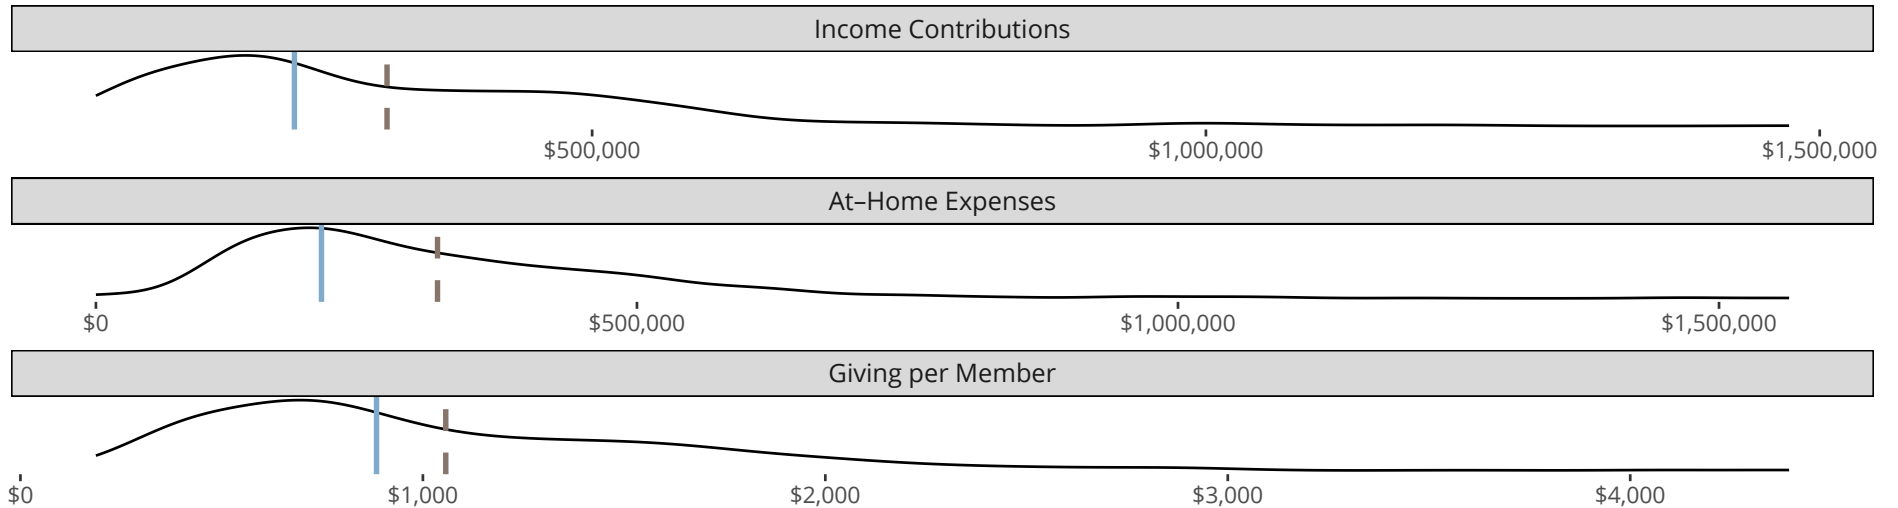 Income Contributions
$500,000 $1,000,000 $1,500,000
At–Home Expenses
$0 $500,000 $1,000,000 $1,500,000
Giving per Member
$0 $1,000 $2,000 $3,000 $4,000